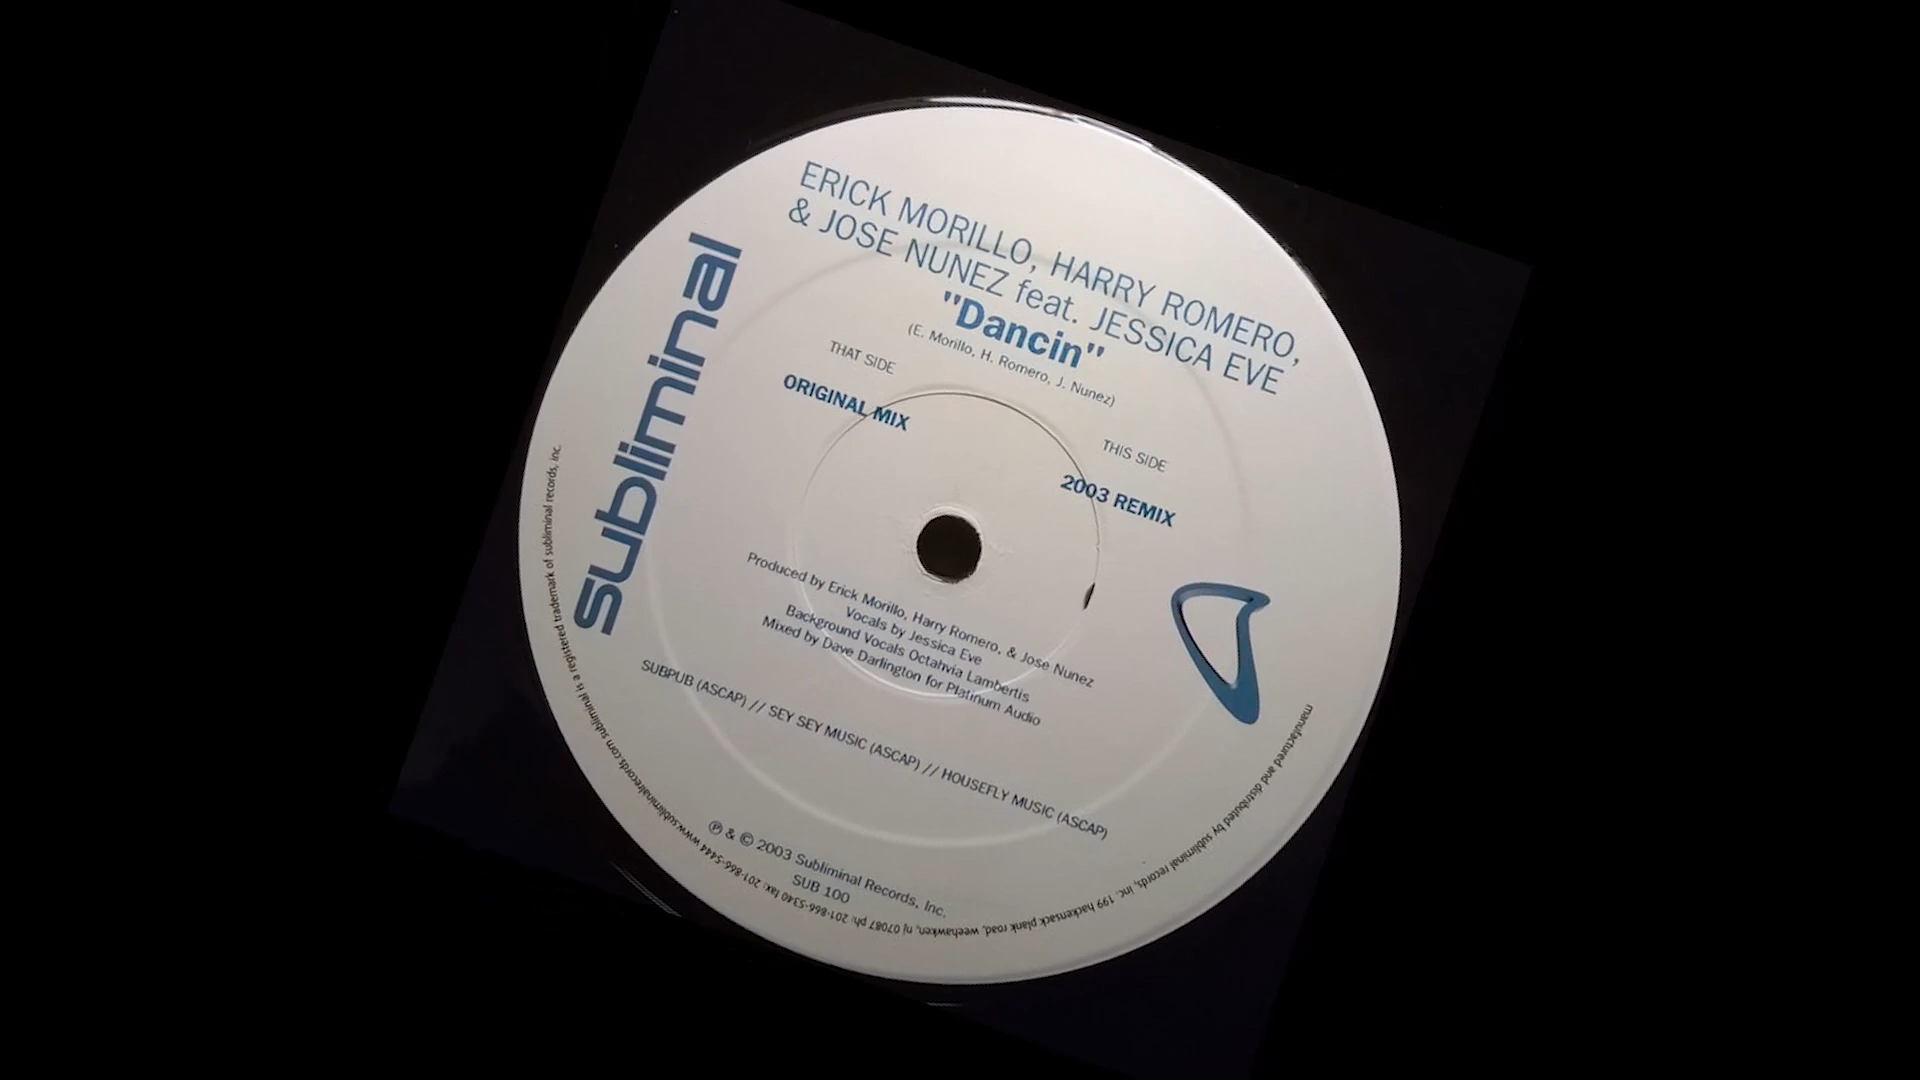 ERICK MORILLO, HARRY ROMERO,
& JOSE NUNEZ feat. JESSICA EVE
"Dancin"
(E. Morillo, H. Romero, J. Nunez)
THAT SIDE
ORIGINAL MIX
THIS SIDE
2003 REMIX
subliminal
Produced by Erick Morillo, Harry Romero, & Jose Nunez
Vocals by Jessica Eve
Background Vocals Octahvia Lambertis
Mixed by Dave Darlington for Platinum Audio
SUBPUB (ASCAP) // SEY SEY MUSIC (ASCAP) // HOUSEFLY MUSIC (ASCAP)
℗ & © 2003 Subliminal Records, Inc.
SUB 100
manufactured and distributed by subliminal records, inc. 199 hackensack plank road, weehawken, nj 07087 ph: 201-866-5340 fax: 201-866-5444 www.subliminalrecords.com subliminal is a registered trademark of subliminal records, inc.